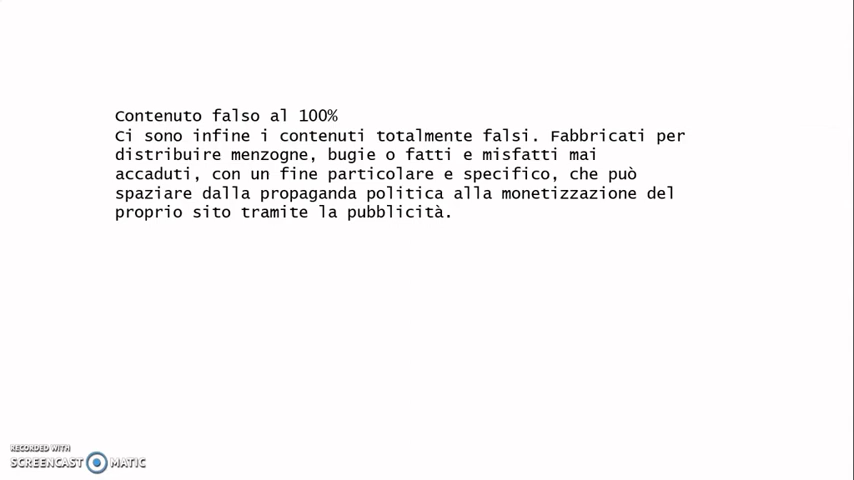 Contenuto falso al 100%
Ci sono infine i contenuti totalmente falsi. Fabbricati per
distribuire menzogne, bugie o fatti e misfatti mai
accaduti, con un fine particolare e specifico, che può
spaziare dalla propaganda politica alla monetizzazione del
proprio sito tramite la pubblicità.
RECORDED WITH
SCREENCAST MATIC